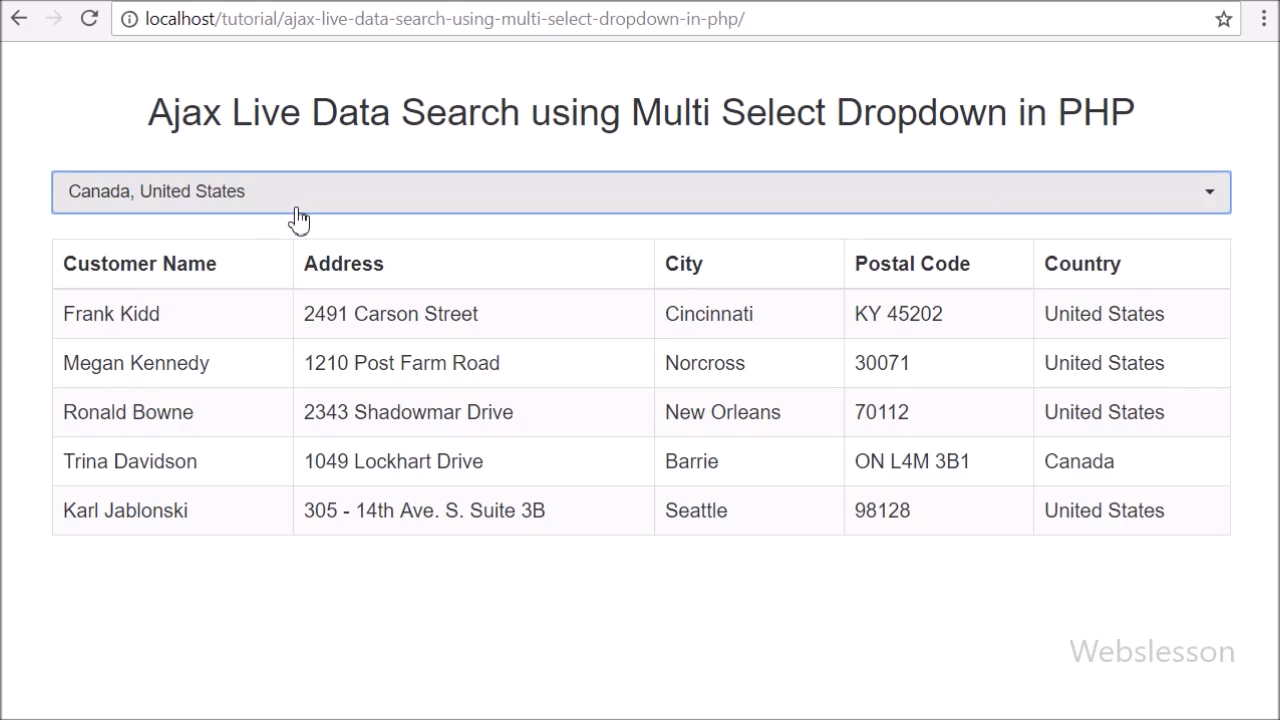 localhost/tutorial/ajax-live-data-search-using-multi-select-dropdown-in-php/
Ajax Live Data Search using Multi Select Dropdown in PHP
Canada, United States
Customer Name Address City Postal Code Country
Frank Kidd 2491 Carson Street Cincinnati KY 45202 United States
Megan Kennedy 1210 Post Farm Road Norcross 30071 United States
Ronald Bowne 2343 Shadowmar Drive New Orleans 70112 United States
Trina Davidson 1049 Lockhart Drive Barrie ON L4M 3B1 Canada
Karl Jablonski 305 - 14th Ave. S. Suite 3B Seattle 98128 United States
Webslesson